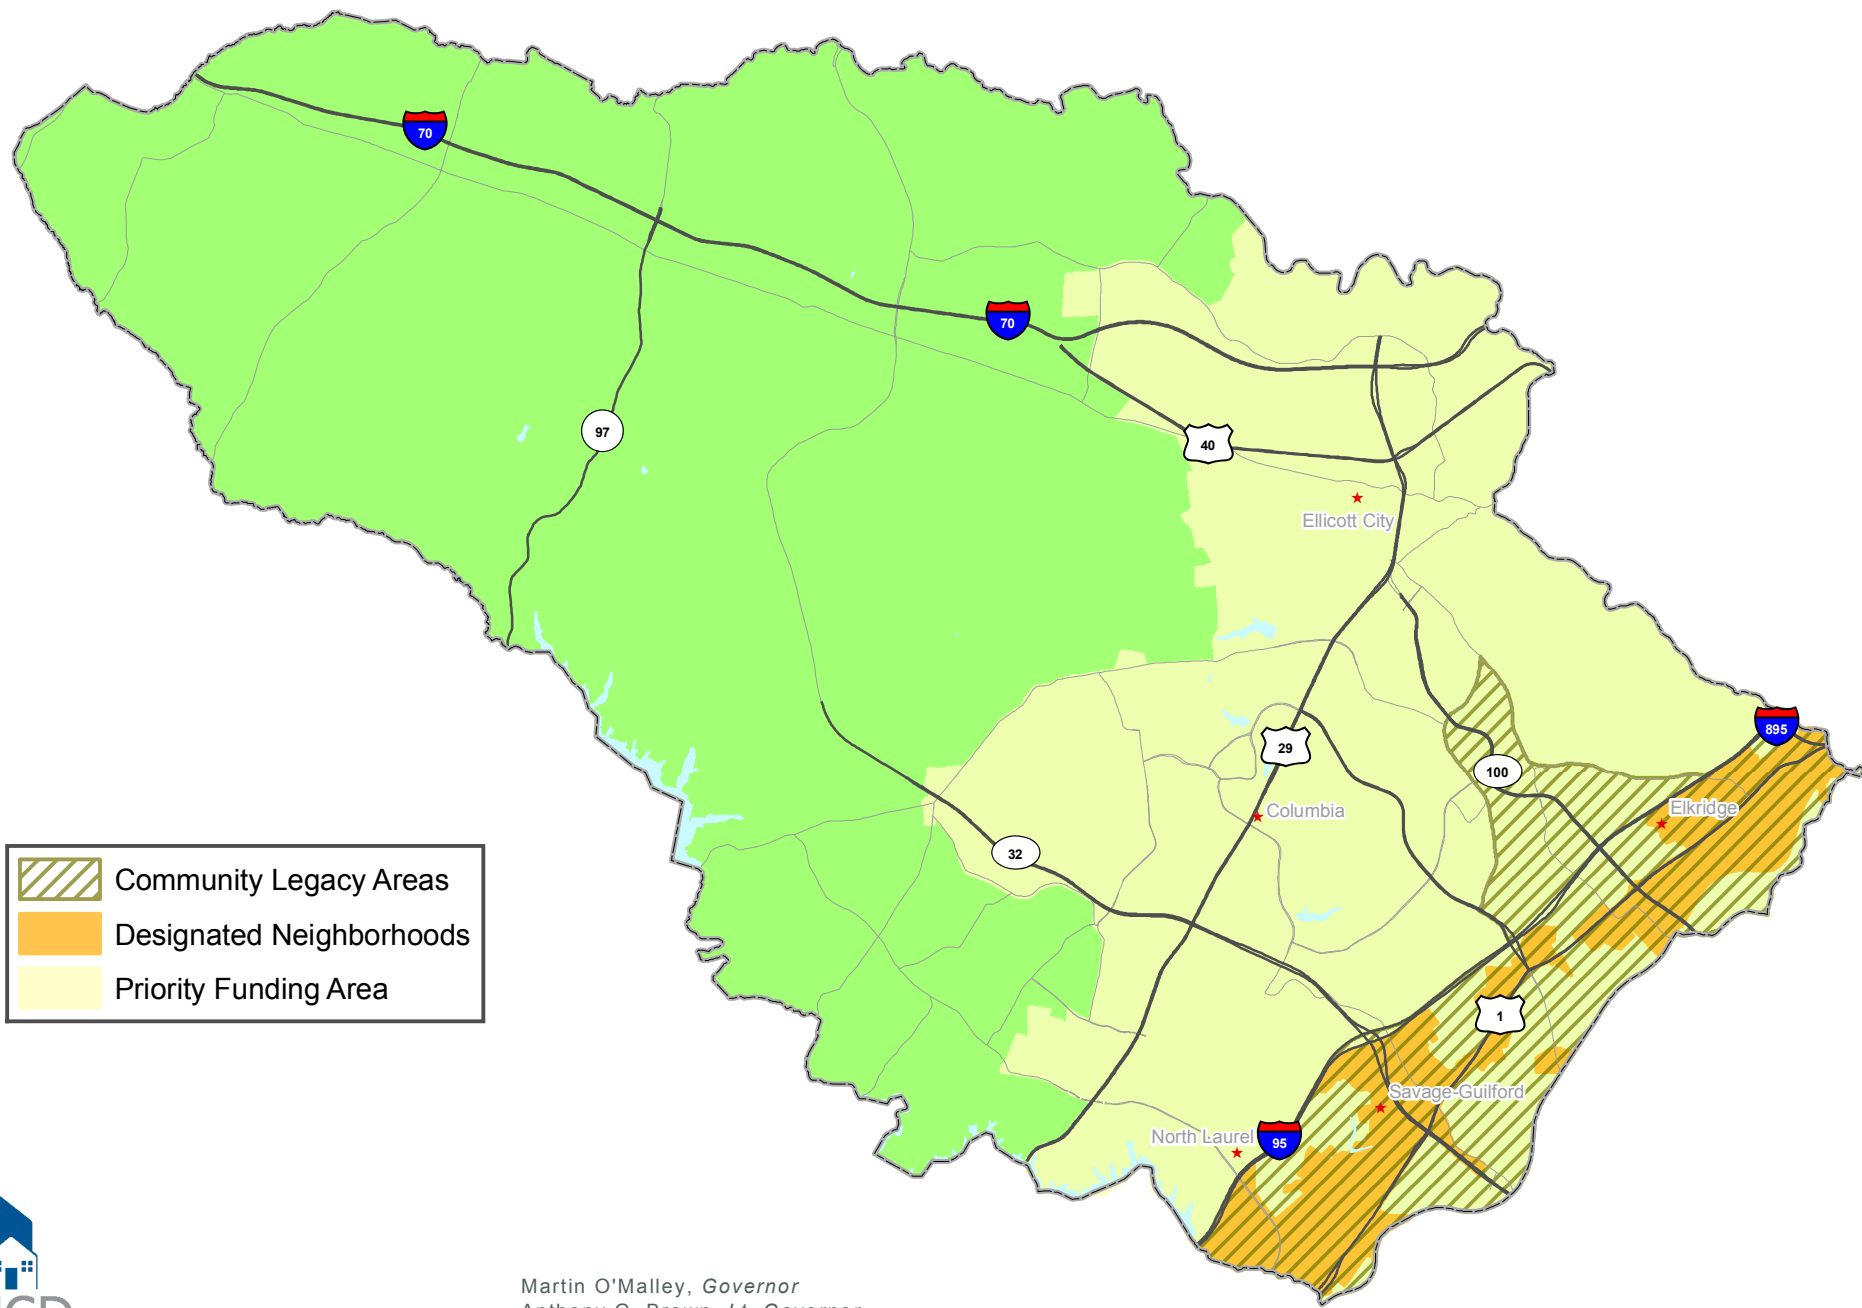 70
70
97
40
Ellicott City
895
29
100
Elkridge
Columbia
32
Community Legacy Areas
Designated Neighborhoods
Priority Funding Area
1
Savage-Guilford
North Laurel
95
Martin O'Malley, Governor